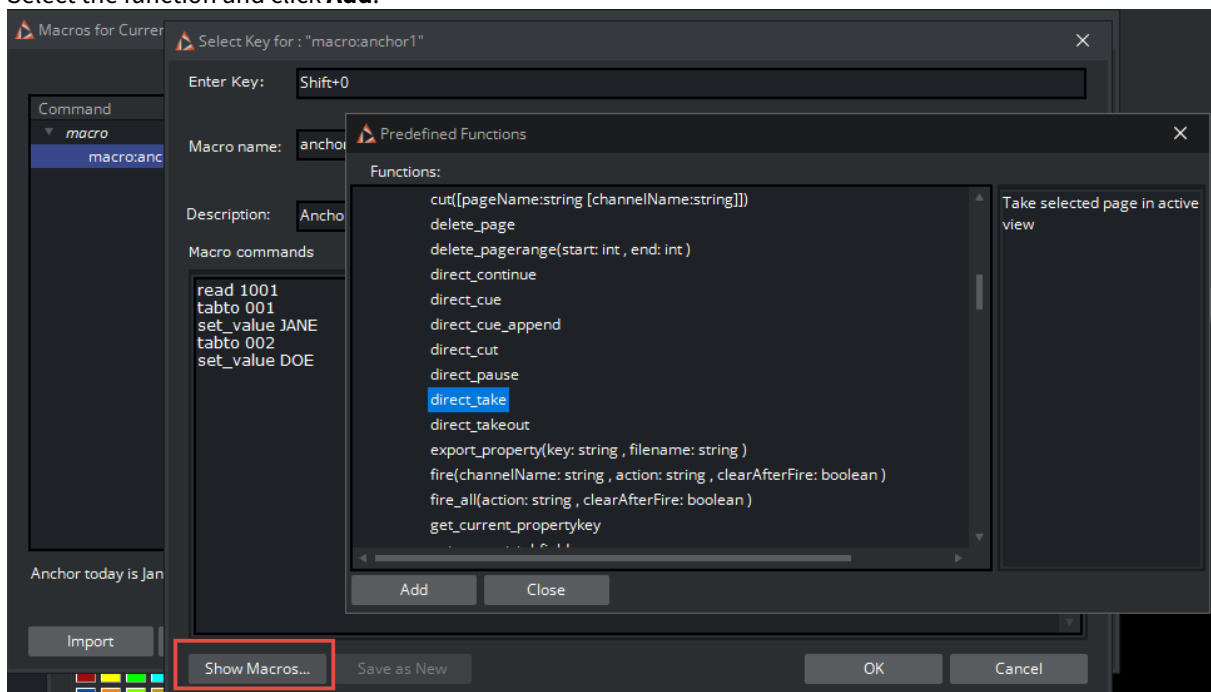 Select the function and click Add.
Macros for Currer
Select Key for : "macro:anchor1"
Enter Key:
Shift+0
Command
macro
macro:anc
Macro name:
anchor
Predefined Functions
Functions:
cut([pageName:string [channelName:string]])
delete_page
delete_pagerange(start: int , end: int )
direct_continue
direct_cue
direct_cue_append
direct_cut
direct_pause
direct_take
direct_takeout
export_property(key: string , filename: string )
fire(channelName: string , action: string , clearAfterFire: boolean )
fire_all(action: string , clearAfterFire: boolean )
get_current_propertykey
Take selected page in active
view
Description:
Ancho
Macro commands
read 1001
tabto 001
set_value JANE
tabto 002
set_value DOE
Anchor today is Jan
Add
Close
Import
Show Macros...
Save as New
OK
Cancel